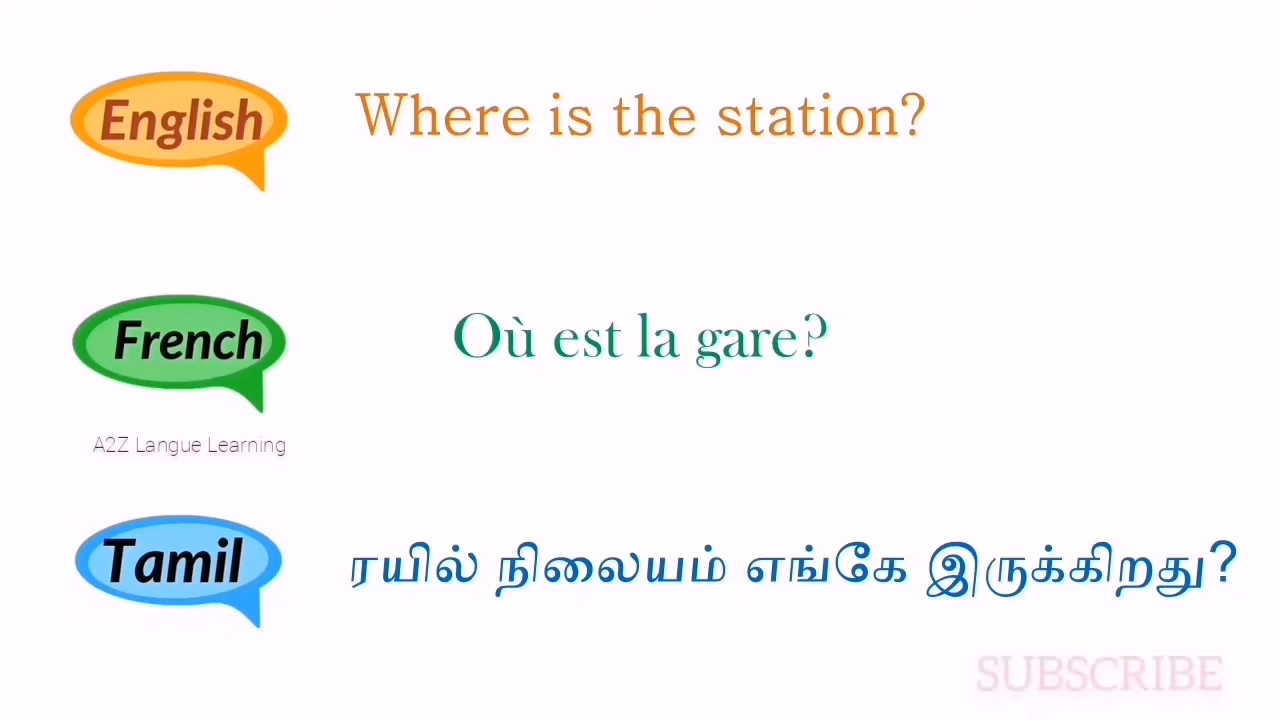 English
Where is the station?
French
Où est la gare?
A2Z Langue Learning
Tamil
ரயில் நிலையம் எங்கே இருக்கிறது?
SUBSCRIBE